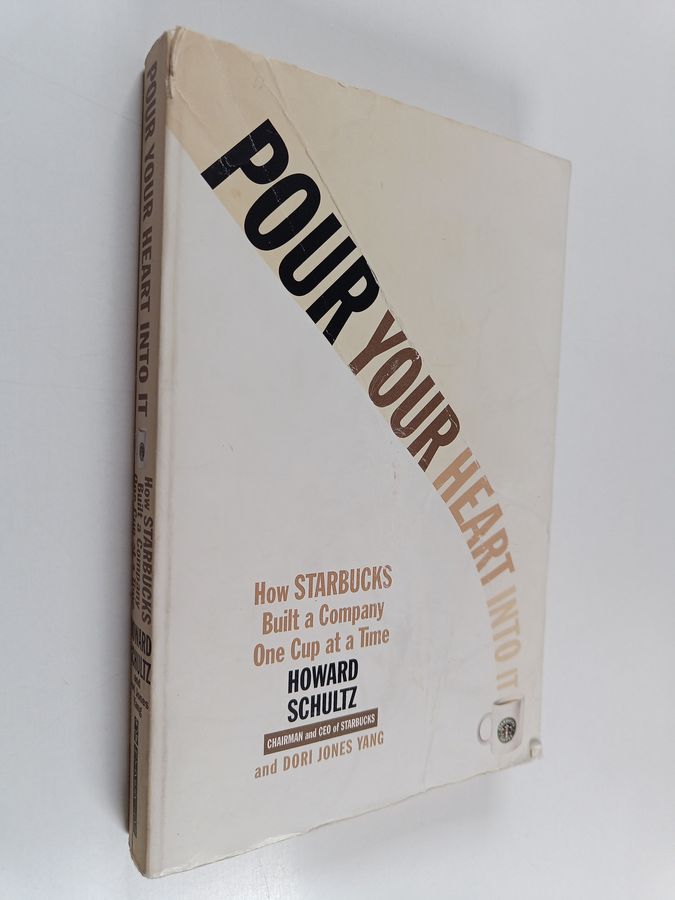 POUR YOUR HEART INTO IT
How STARBUCKS
Built a Company
One Cup at a Time
HOWARD
SCHULTZ
CHAIRMAN and CEO of STARBUCKS
and DORI JONES YANG
POUR YOUR HEART INTO IT
How STARBUCKS
Built a Company
HOWARD
SCHULTZ